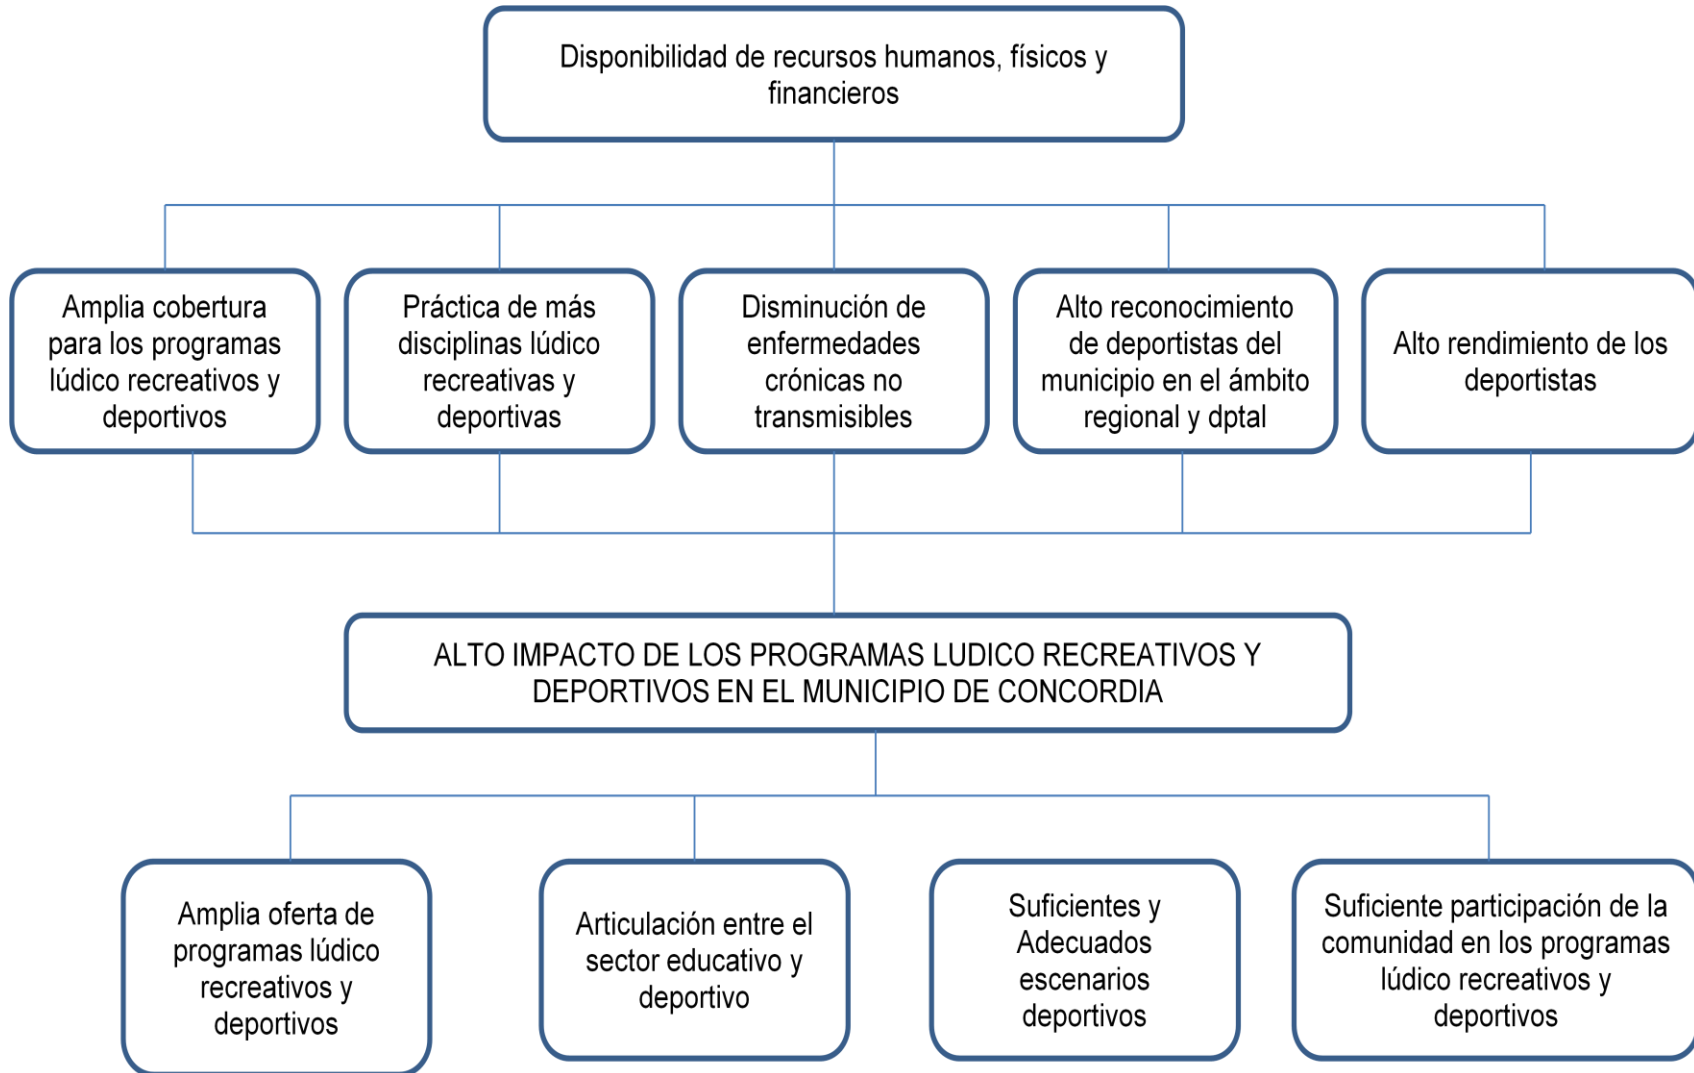 Disponibilidad de recursos humanos, físicos y
financieros
Amplia cobertura
para los programas
lúdico recreativos y
deportivos
Práctica de más
disciplinas lúdico
recreativas y
deportivas
Disminución de
enfermedades
crónicas no
transmisibles
Alto reconocimiento
de deportistas del
municipio en el ámbito
regional y dptal
Alto rendimiento de los
deportistas
ALTO IMPACTO DE LOS PROGRAMAS LUDICO RECREATIVOS Y
DEPORTIVOS EN EL MUNICIPIO DE CONCORDIA
Amplia oferta de
programas lúdico
recreativos y
deportivos
Articulación entre el
sector educativo y
deportivo
Suficientes y
Adecuados
escenarios
deportivos
Suficiente participación de la
comunidad en los programas
lúdico recreativos y
deportivos